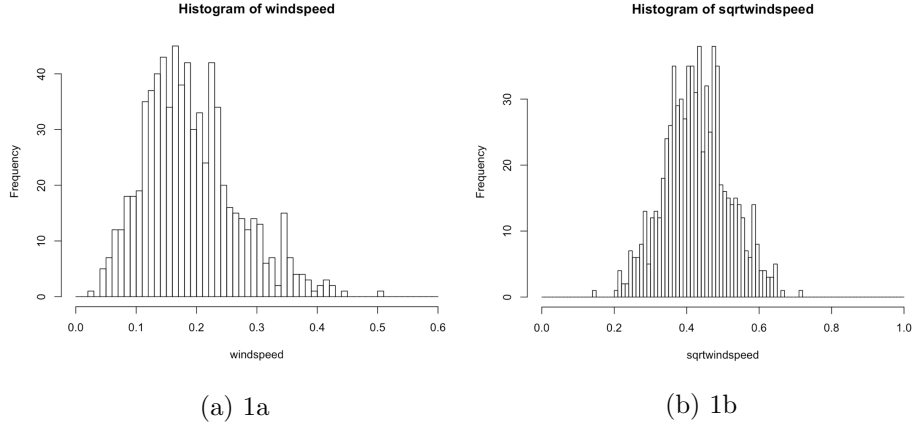 Histogram of windspeed
Frequency
0 10 20 30 40
0.0 0.1 0.2 0.3 0.4 0.5 0.6
windspeed
(a) 1a
Histogram of sqrtwindspeed
Frequency
0 10 20 30
0.0 0.2 0.4 0.6 0.8 1.0
sqrtwindspeed
(b) 1b